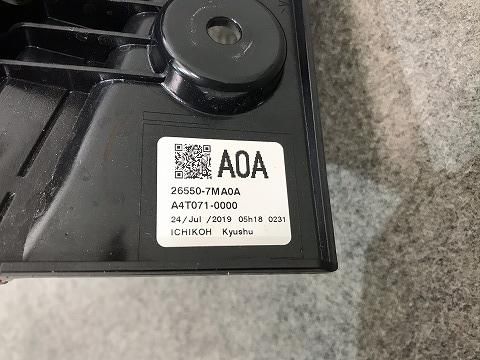 A0A
26550-7MA0A
A4T071-0000
24/Jul /2019 05h18 0231
ICHIKOH Kyushu